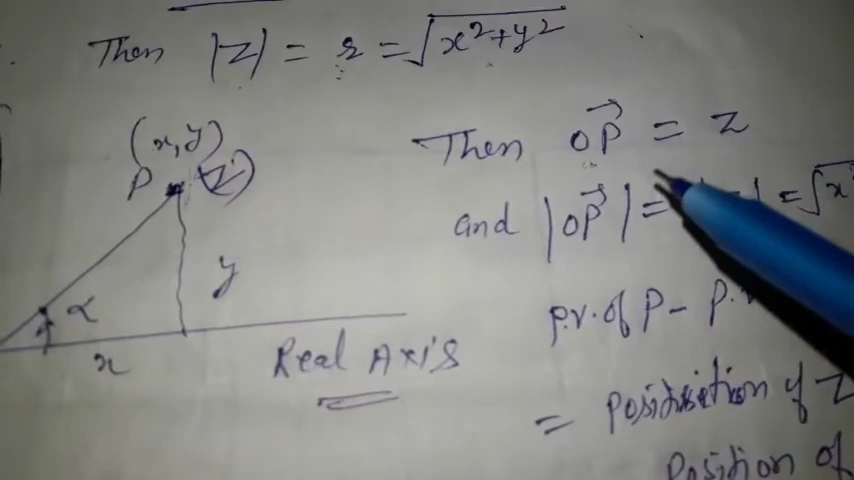 Then |Z| = r = √x²+y²
(x,y)
P (Z)
y
α
x
Real Axis
Then OP = Z
and |OP| = | | = √x
p.v. of P - p.v
= position of Z
Position of